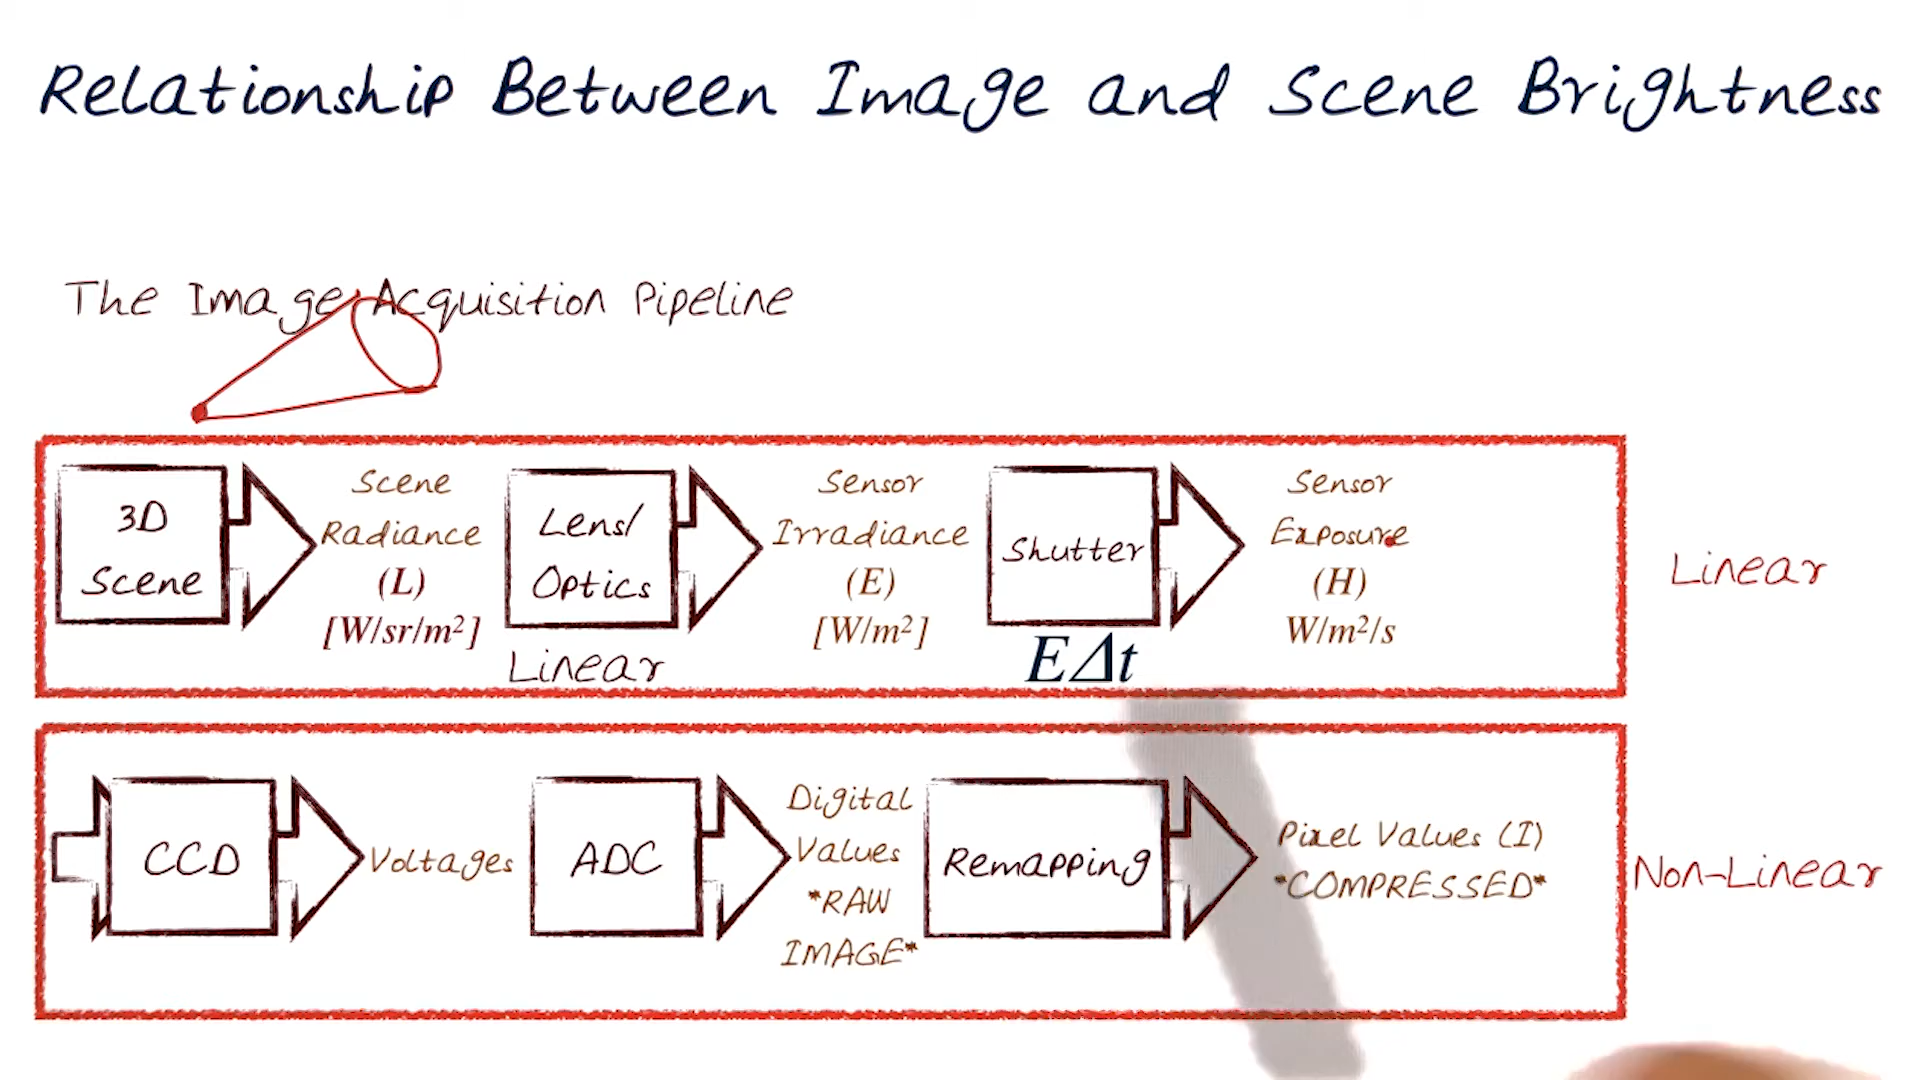 Relationship Between Image and Scene Brightness
The Image Acquisition Pipeline
3D
Scene
Scene
Radiance
(L)
[W/sr/m²]
Lens/
Optics
Linear
Sensor
Irradiance
(E)
[W/m²]
Shutter
EΔt
Sensor
Exposure
(H)
W/m²/s
Linear
CCD
Voltages
ADC
Digital
Values
*RAW
IMAGE*
Remapping
Pixel Values (I)
*COMPRESSED*
Non-Linear